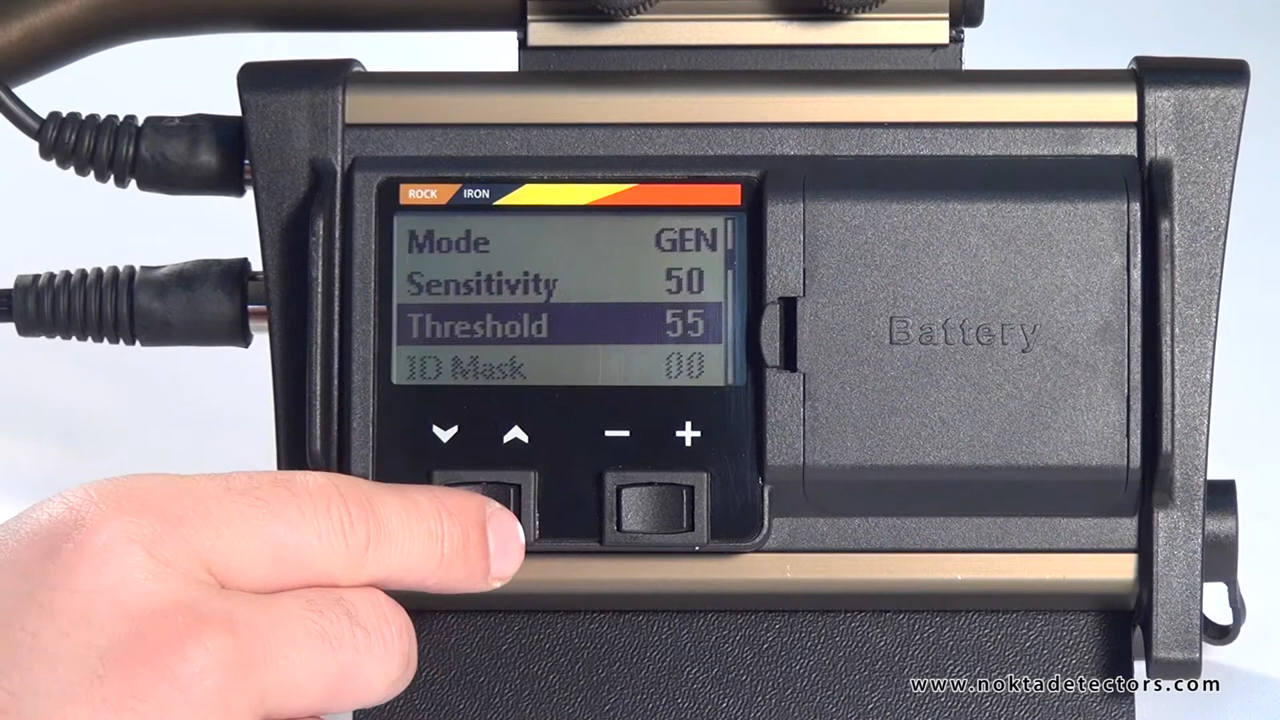 ROCK IRON
Mode GEN
Sensitivity 50
Threshold 55
ID Mask 00
Battery
www.noktadetectors.com